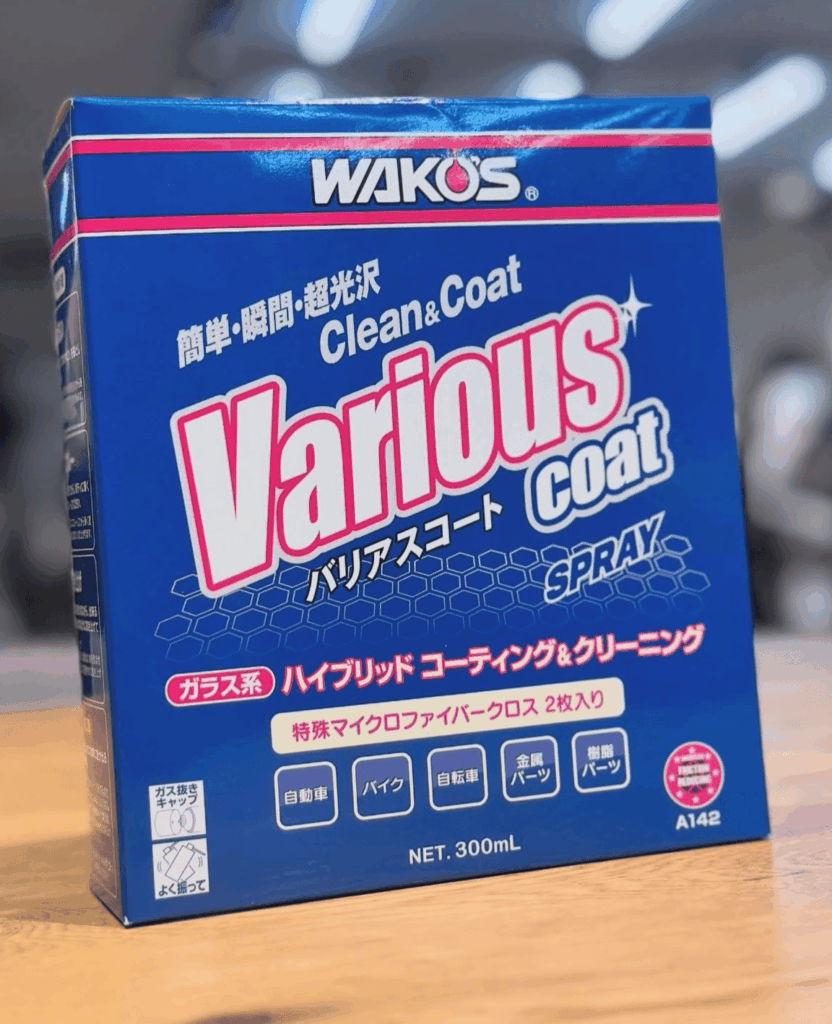 WAKO'S®
簡単・瞬間・超光沢
Clean&Coat
Various
coat
バリアスコート
SPRAY
ガラス系 ハイブリッド コーティング&クリーニング
特殊マイクロファイバークロス 2枚入り
自動車 バイク 自転車 金属パーツ 樹脂パーツ
ガス抜き
キャップ
よく振って
FRICTION
REDUCING
A142
NET. 300mL